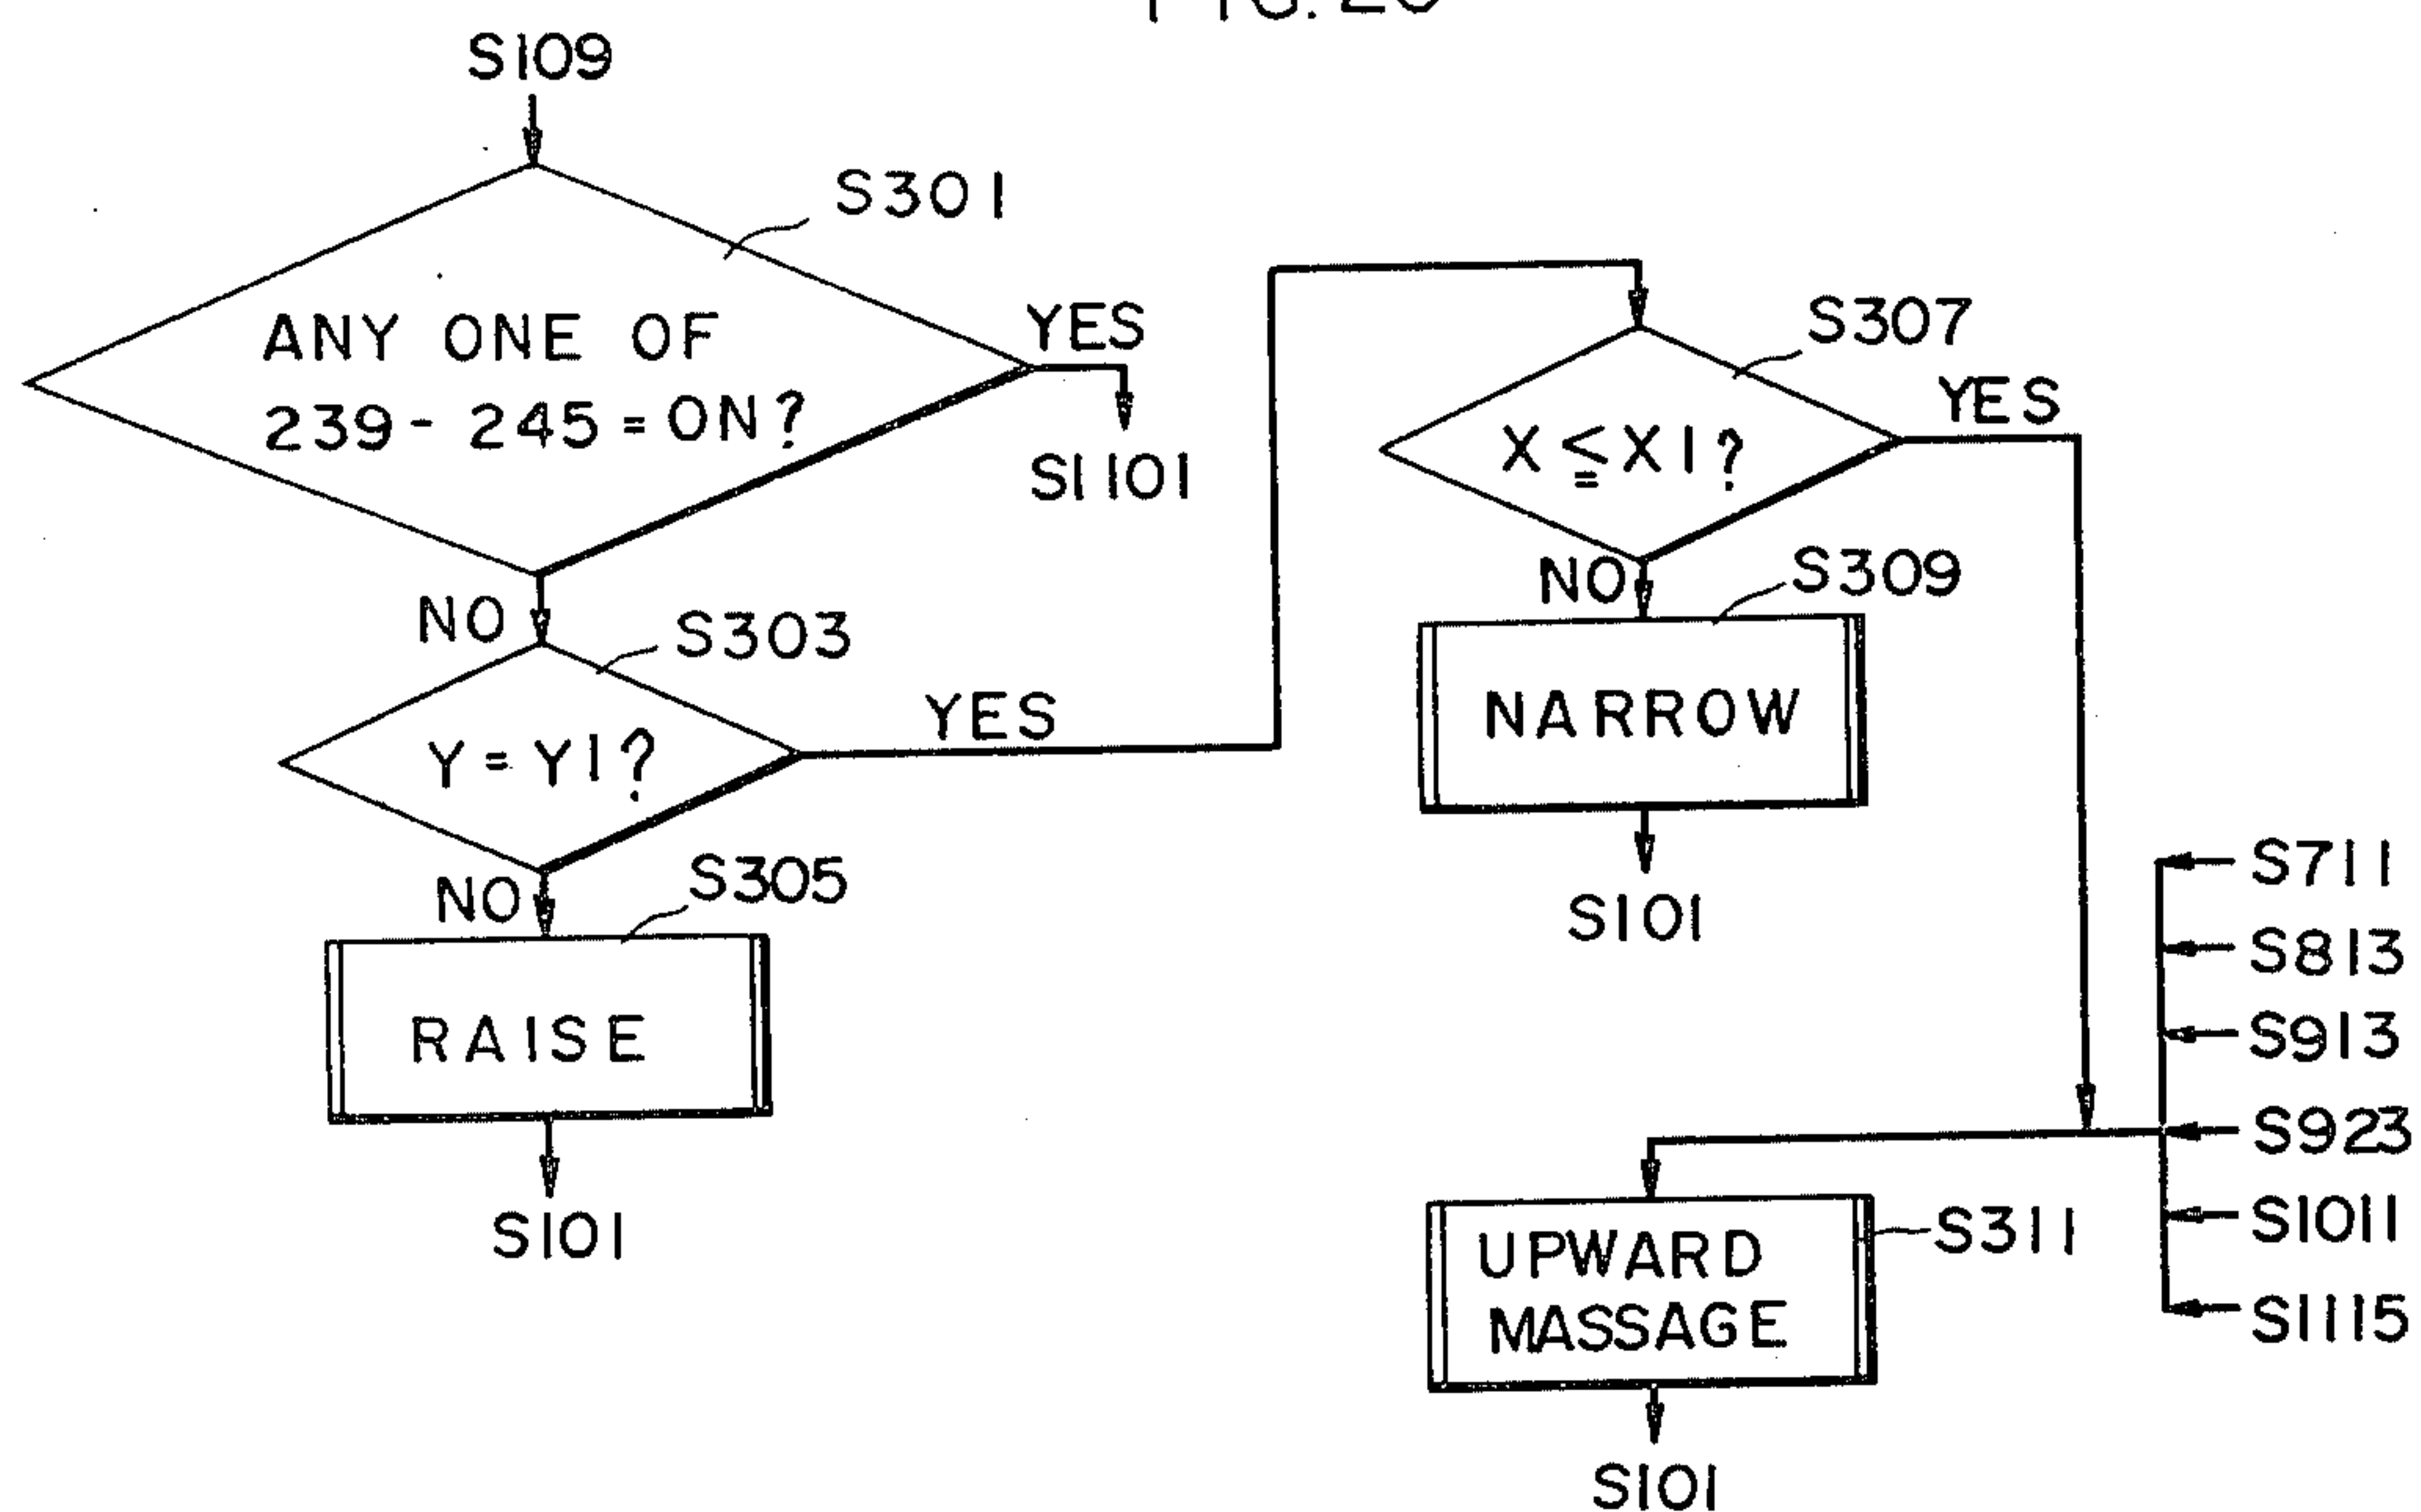 S109
S301
ANY ONE OF
239 - 245 = ON?
YES
S1101
NO
S303
Y = Y1?
YES
NO
S305
RAISE
S101
S307
X ≦ X1?
YES
NO
S309
NARROW
S101
S711
S813
S913
S923
S1011
S1115
UPWARD
MASSAGE
S311
S101